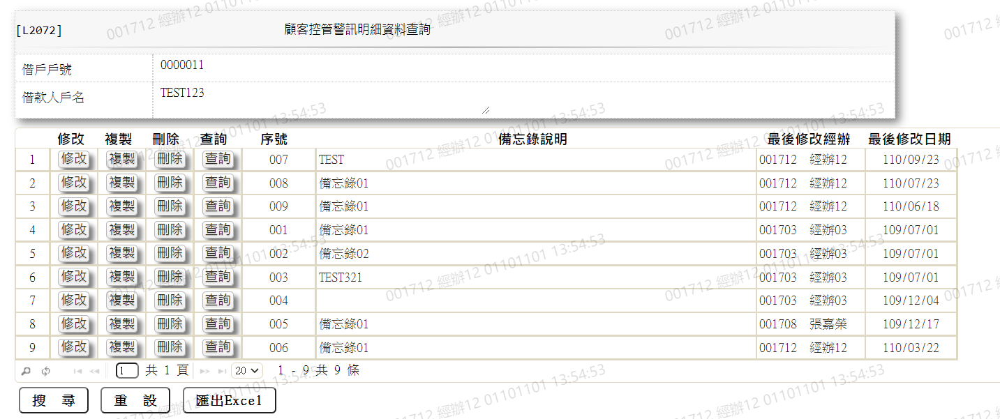 [L2072] 顧客控管警訊明細資料查詢
借戶戶號 0000011
借款人戶名 TEST123
修改 複製 刪除 查詢 序號 備忘錄說明 最後修改經辦 最後修改日期
1 修改 複製 刪除 查詢 007 TEST 001712 經辦12 110/09/23
2 修改 複製 刪除 查詢 008 備忘錄01 001712 經辦12 110/07/23
3 修改 複製 刪除 查詢 009 備忘錄01 001712 經辦12 110/06/18
4 修改 複製 刪除 查詢 001 備忘錄01 001703 經辦03 109/07/01
5 修改 複製 刪除 查詢 002 備忘錄02 001703 經辦03 109/07/01
6 修改 複製 刪除 查詢 003 TEST321 001703 經辦03 109/07/01
7 修改 複製 刪除 查詢 004 001703 經辦03 109/12/04
8 修改 複製 刪除 查詢 005 備忘錄01 001708 張嘉榮 109/12/17
9 修改 複製 刪除 查詢 006 備忘錄01 001712 經辦12 110/03/22
1 共 1 頁 20 1 - 9 共 9 條
搜 尋 重 設 匯出Excel
001712 經辦12 01101101 13:54:53